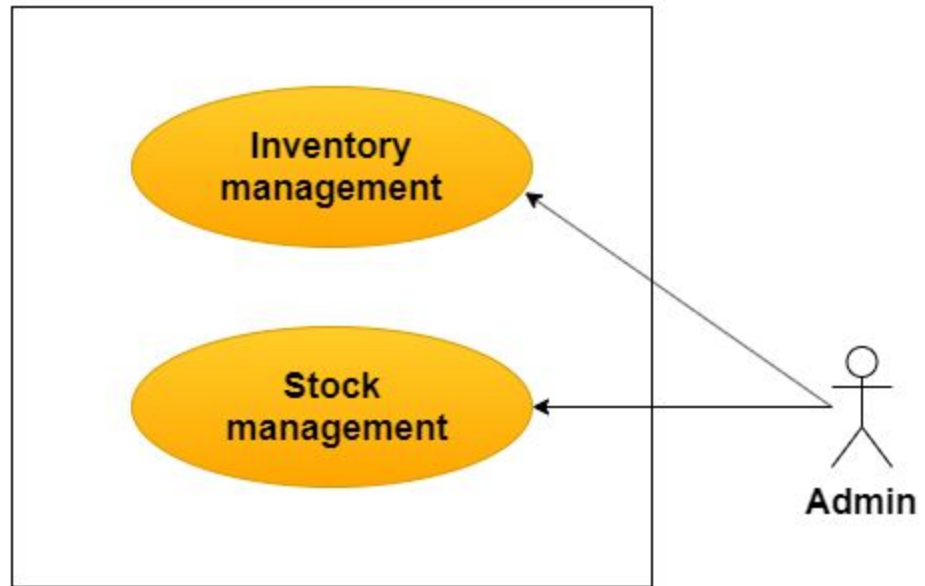 Inventory
management
Stock
management
Admin